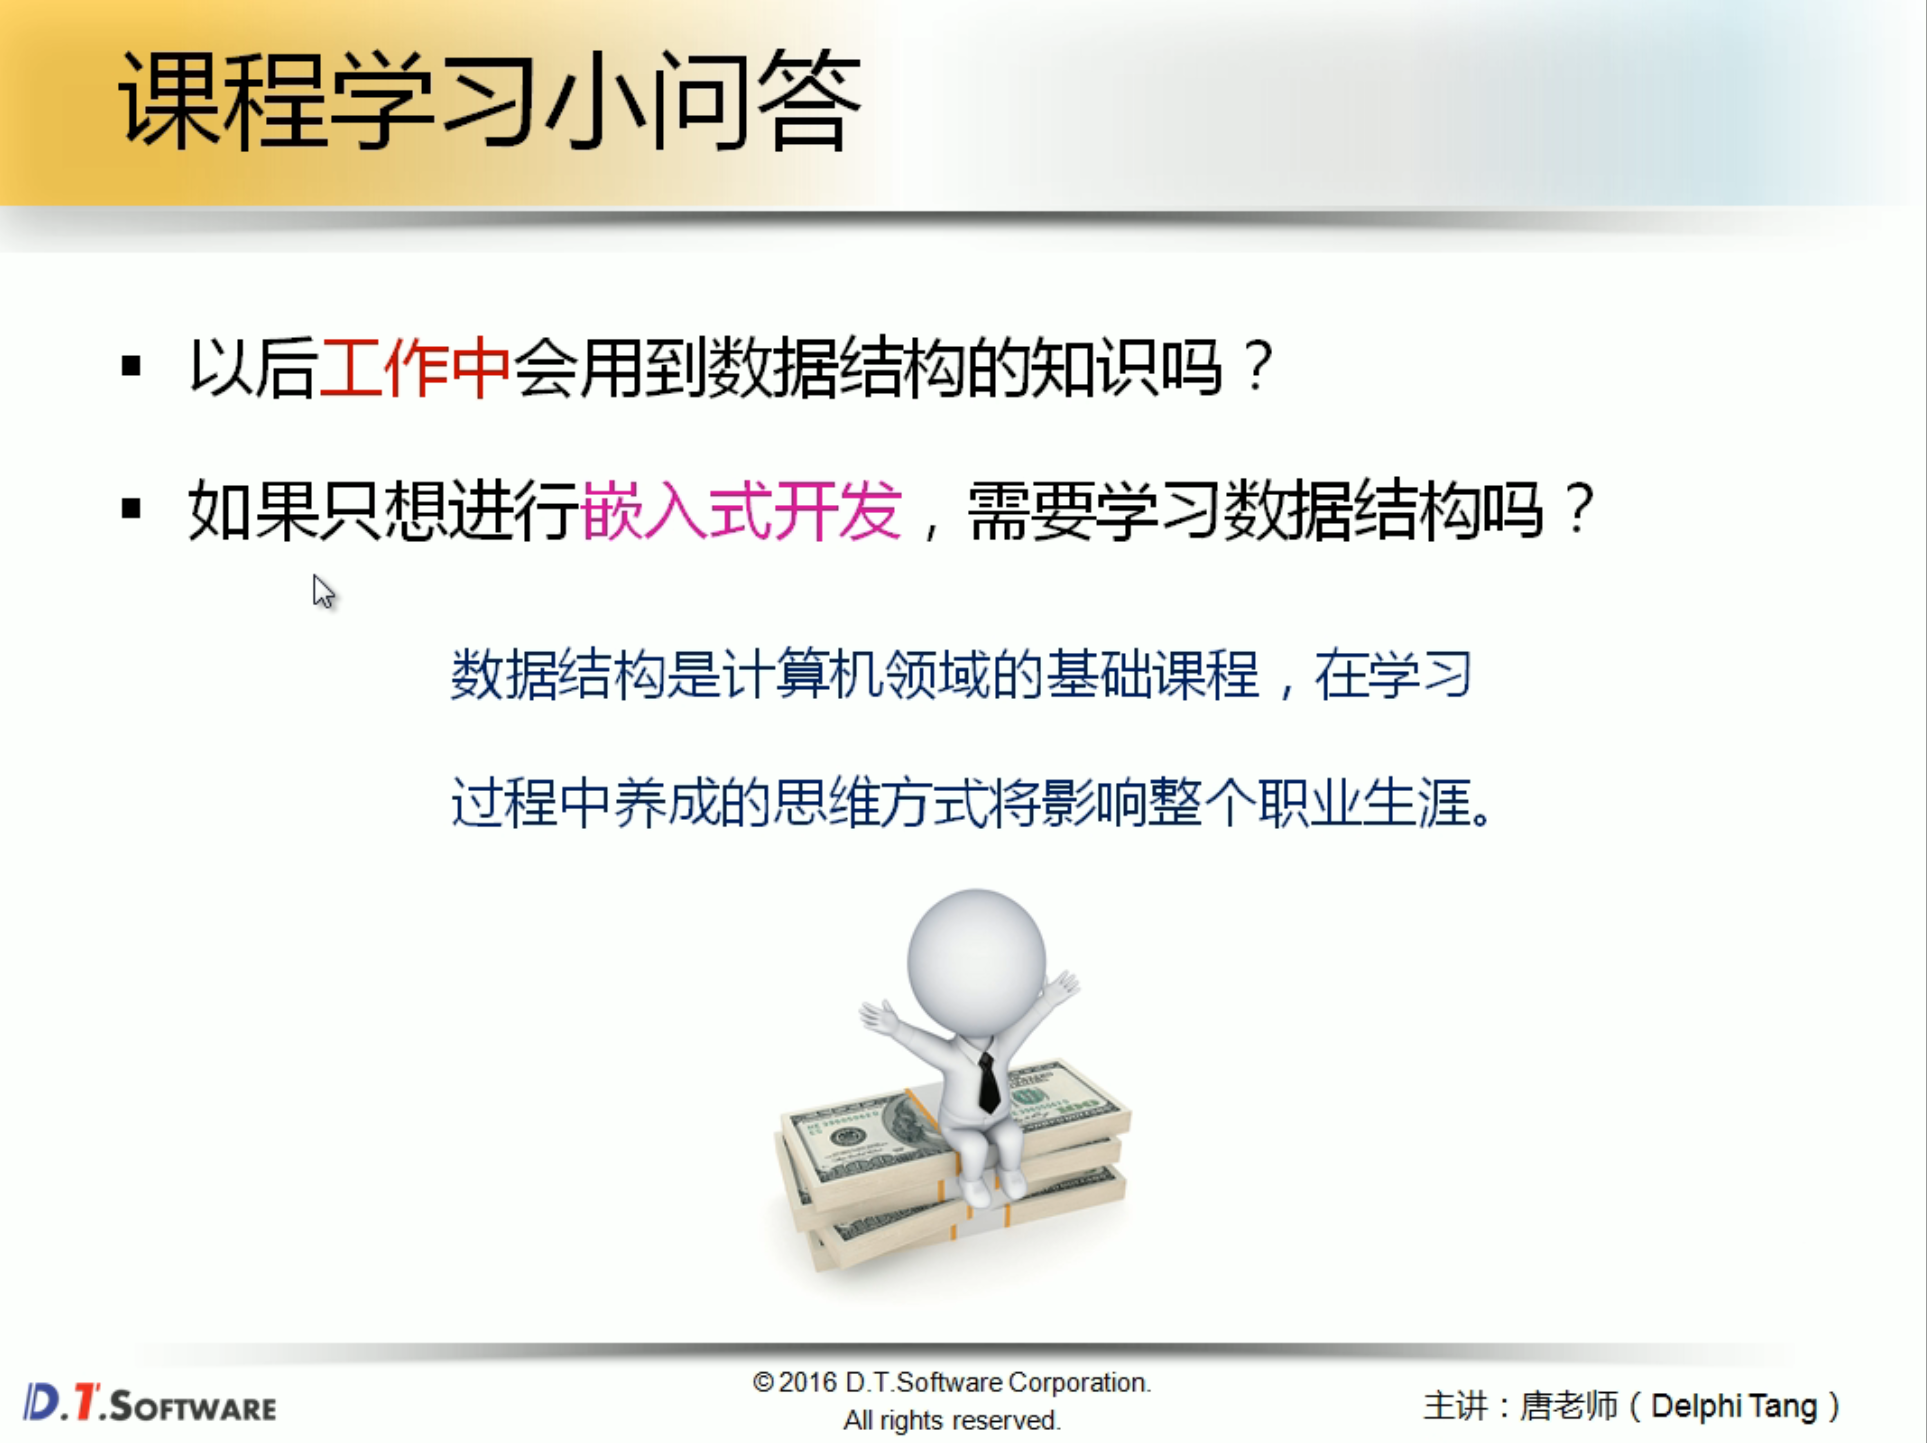 课程学习小问答
▪ 以后工作中会用到数据结构的知识吗？
▪ 如果只想进行嵌入式开发，需要学习数据结构吗？
数据结构是计算机领域的基础课程，在学习
过程中养成的思维方式将影响整个职业生涯。
100
D.T.SOFTWARE
© 2016 D.T.Software Corporation.
All rights reserved.
主讲：唐老师（Delphi Tang）